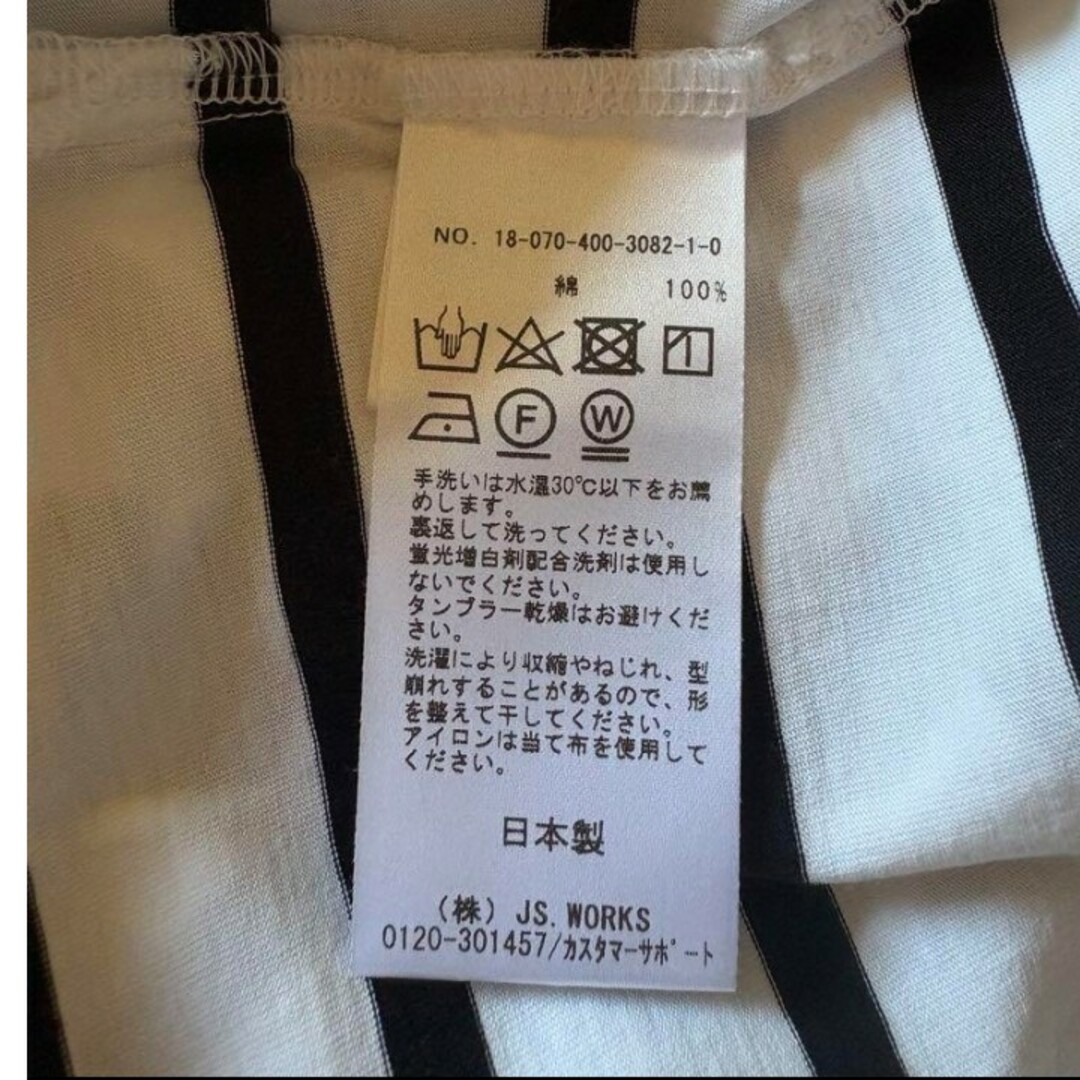 NO. 18-070-400-3082-1-0
綿 100%
F W
手洗いは水温30℃以下をお薦
めします。
裏返して洗ってください。
蛍光増白剤配合洗剤は使用し
ないでください。
タンブラー乾燥はお避けくだ
さい。
洗濯により収縮やねじれ、型
崩れすることがあるので、形
を整えて干してください。
アイロンは当て布を使用して
ください。
日本製
(株) JS.WORKS
0120-301457/カスタマーサポート